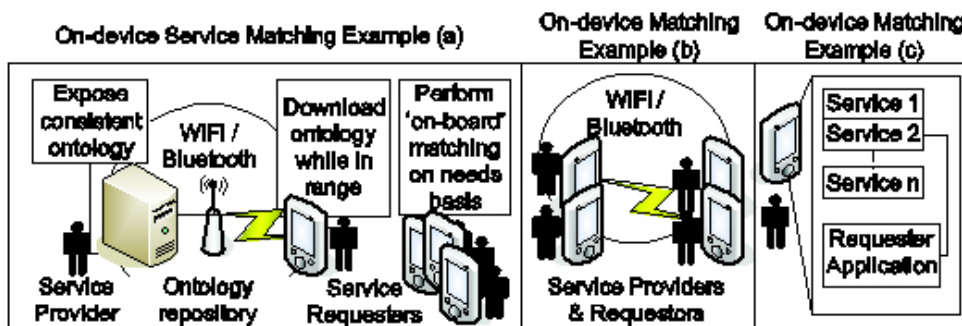 On-device Service Matching Example (a)
Expose
consistent
ontology
WiFi /
Bluetooth
Download
ontology
while in
range
Perform
'on-board'
matching
on needs
basis
Service
Provider
Ontology
repository
Service
Requesters
On-device Matching
Example (b)
WiFi /
Bluetooth
Service Providers
& Requestors
On-device Matching
Example (c)
Service 1
Service 2
Service n
Requester
Application